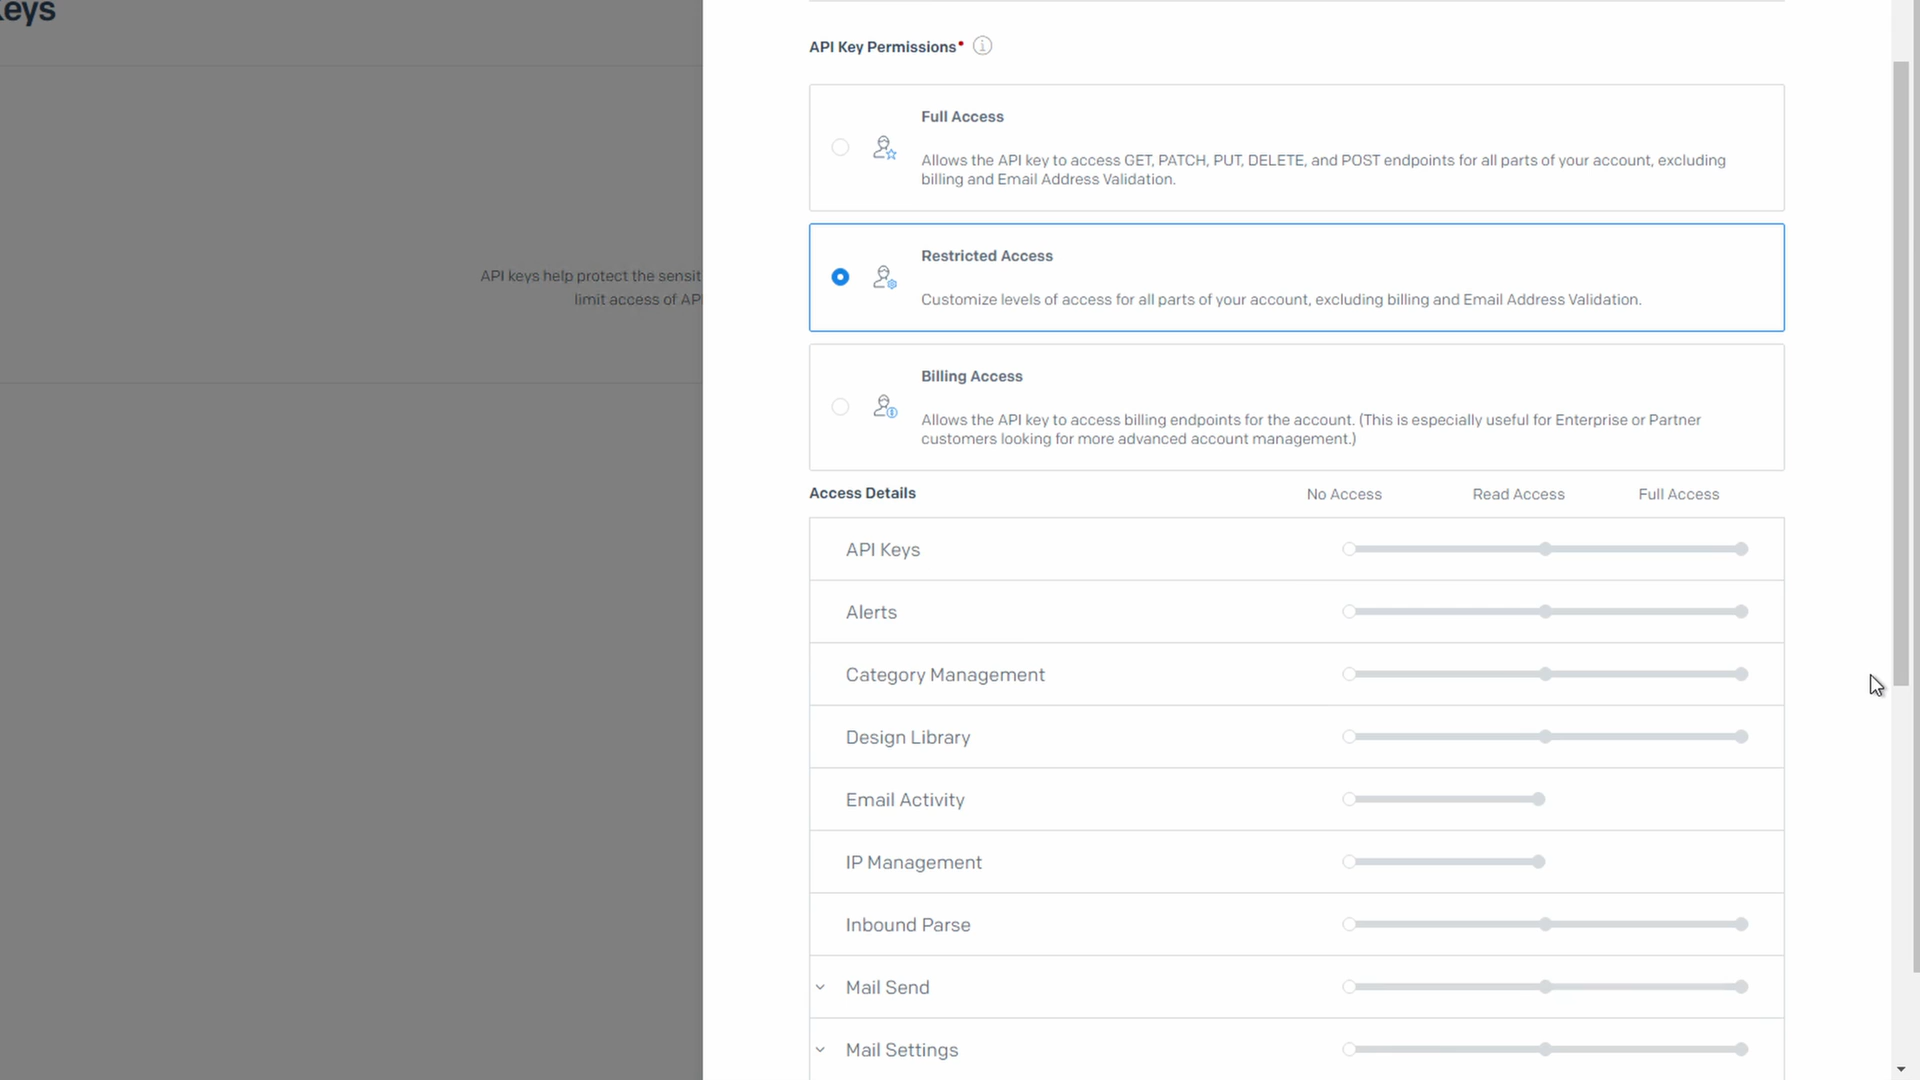 Keys
API keys help protect the sensit
limit access of AP
API Key Permissions*
Full Access
Allows the API key to access GET, PATCH, PUT, DELETE, and POST endpoints for all parts of your account, excluding
billing and Email Address Validation.
Restricted Access
Customize levels of access for all parts of your account, excluding billing and Email Address Validation.
Billing Access
Allows the API key to access billing endpoints for the account. (This is especially useful for Enterprise or Partner
customers looking for more advanced account management.)
Access Details No Access Read Access Full Access
API Keys
Alerts
Category Management
Design Library
Email Activity
IP Management
Inbound Parse
Mail Send
Mail Settings